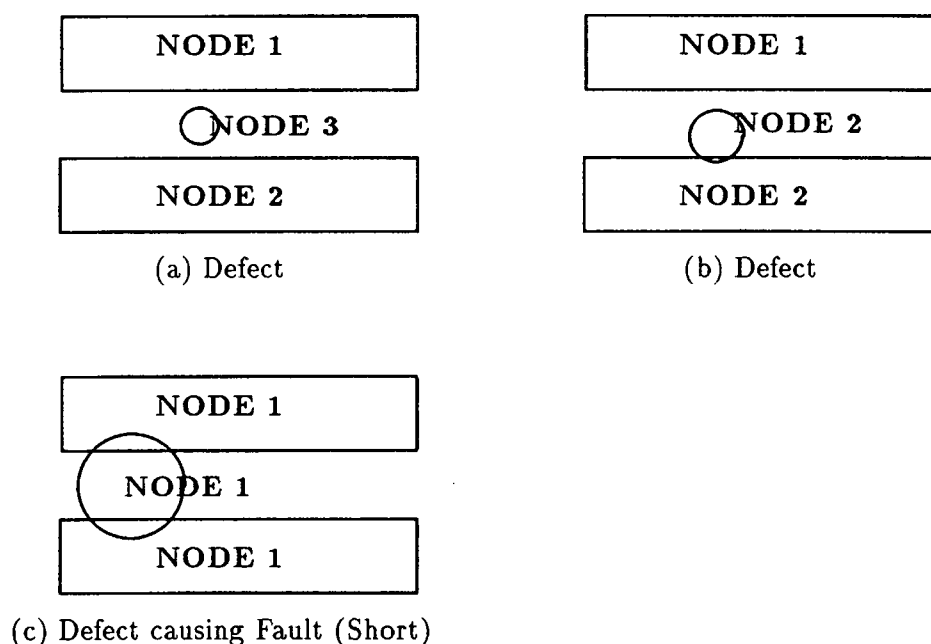 NODE 1
NODE 3
NODE 2
(a) Defect
NODE 1
NODE 2
NODE 2
(b) Defect
NODE 1
NODE 1
NODE 1
(c) Defect causing Fault (Short)